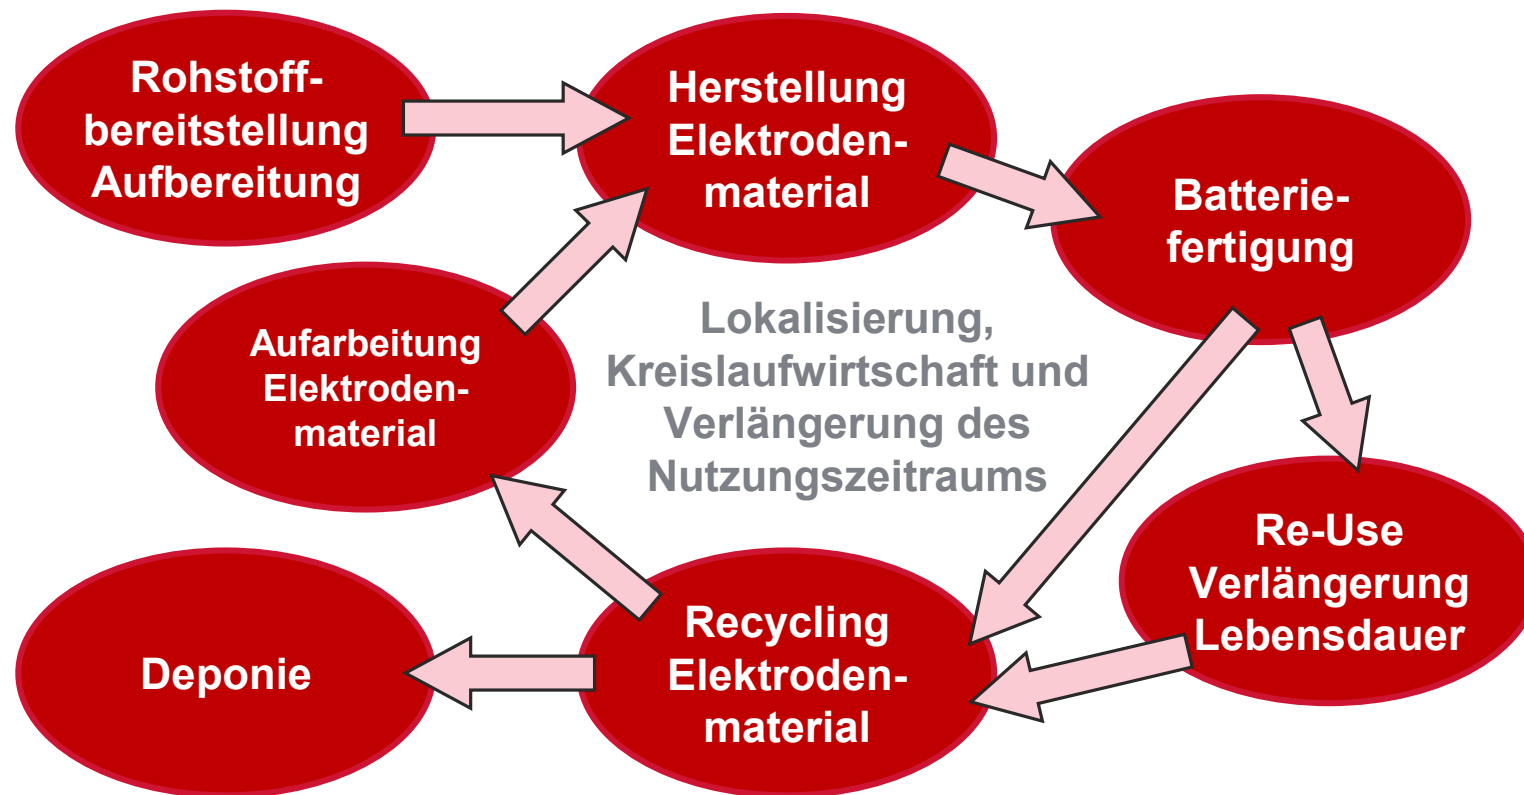 Rohstoff-
bereitstellung
Aufbereitung
Herstellung
Elektroden-
material
Batterie-
fertigung
Aufarbeitung
Elektroden-
material
Lokalisierung,
Kreislaufwirtschaft und
Verlängerung des
Nutzungszeitraums
Re-Use
Verlängerung
Lebensdauer
Recycling
Elektroden-
material
Deponie